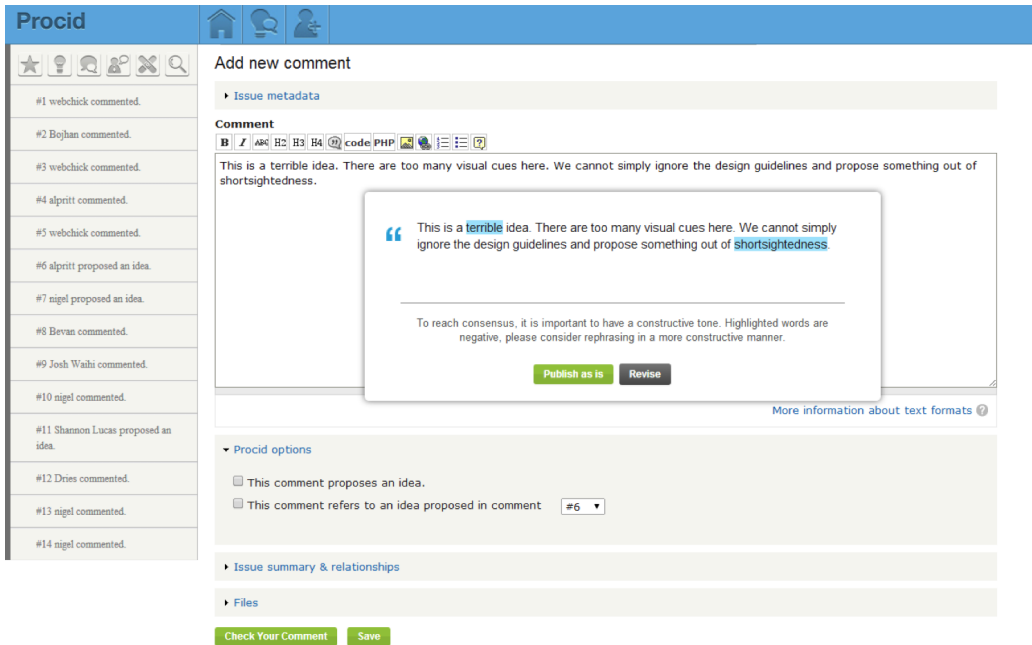 Procid
#1 webchick commented.
#2 Bojhan commented.
#3 webchick commented.
#4 alpritt commented.
#5 webchick commented.
#6 alpritt proposed an idea.
#7 nigel proposed an idea.
#8 Bevan commented.
#9 Josh Waihi commented.
#10 nigel commented.
#11 Shannon Lucas proposed an
idea.
#12 Dries commented.
#13 nigel commented.
#14 nigel commented.
Add new comment
Issue metadata
Comment
B I ABC H2 H3 H4 code PHP
This is a terrible idea. There are too many visual cues here. We cannot simply ignore the design guidelines and propose something out of
shortsightedness.
This is a terrible idea. There are too many visual cues here. We cannot simply
ignore the design guidelines and propose something out of shortsightedness.
To reach consensus, it is important to have a constructive tone. Highlighted words are
negative, please consider rephrasing in a more constructive manner.
Publish as is Revise
More information about text formats
Procid options
This comment proposes an idea.
This comment refers to an idea proposed in comment #6
Issue summary & relationships
Files
Check Your Comment Save